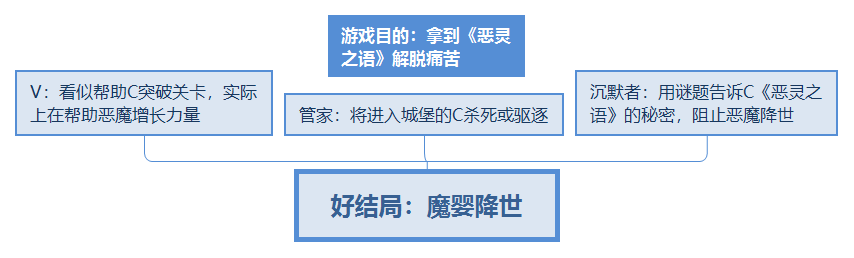 游戏目的：拿到《恶灵
之语》解脱痛苦
V：看似帮助C突破关卡，实际
上在帮助恶魔增长力量
管家：将进入城堡的C杀死或驱逐
沉默者：用谜题告诉C《恶灵之
语》的秘密，阻止恶魔降世
好结局：魔婴降世